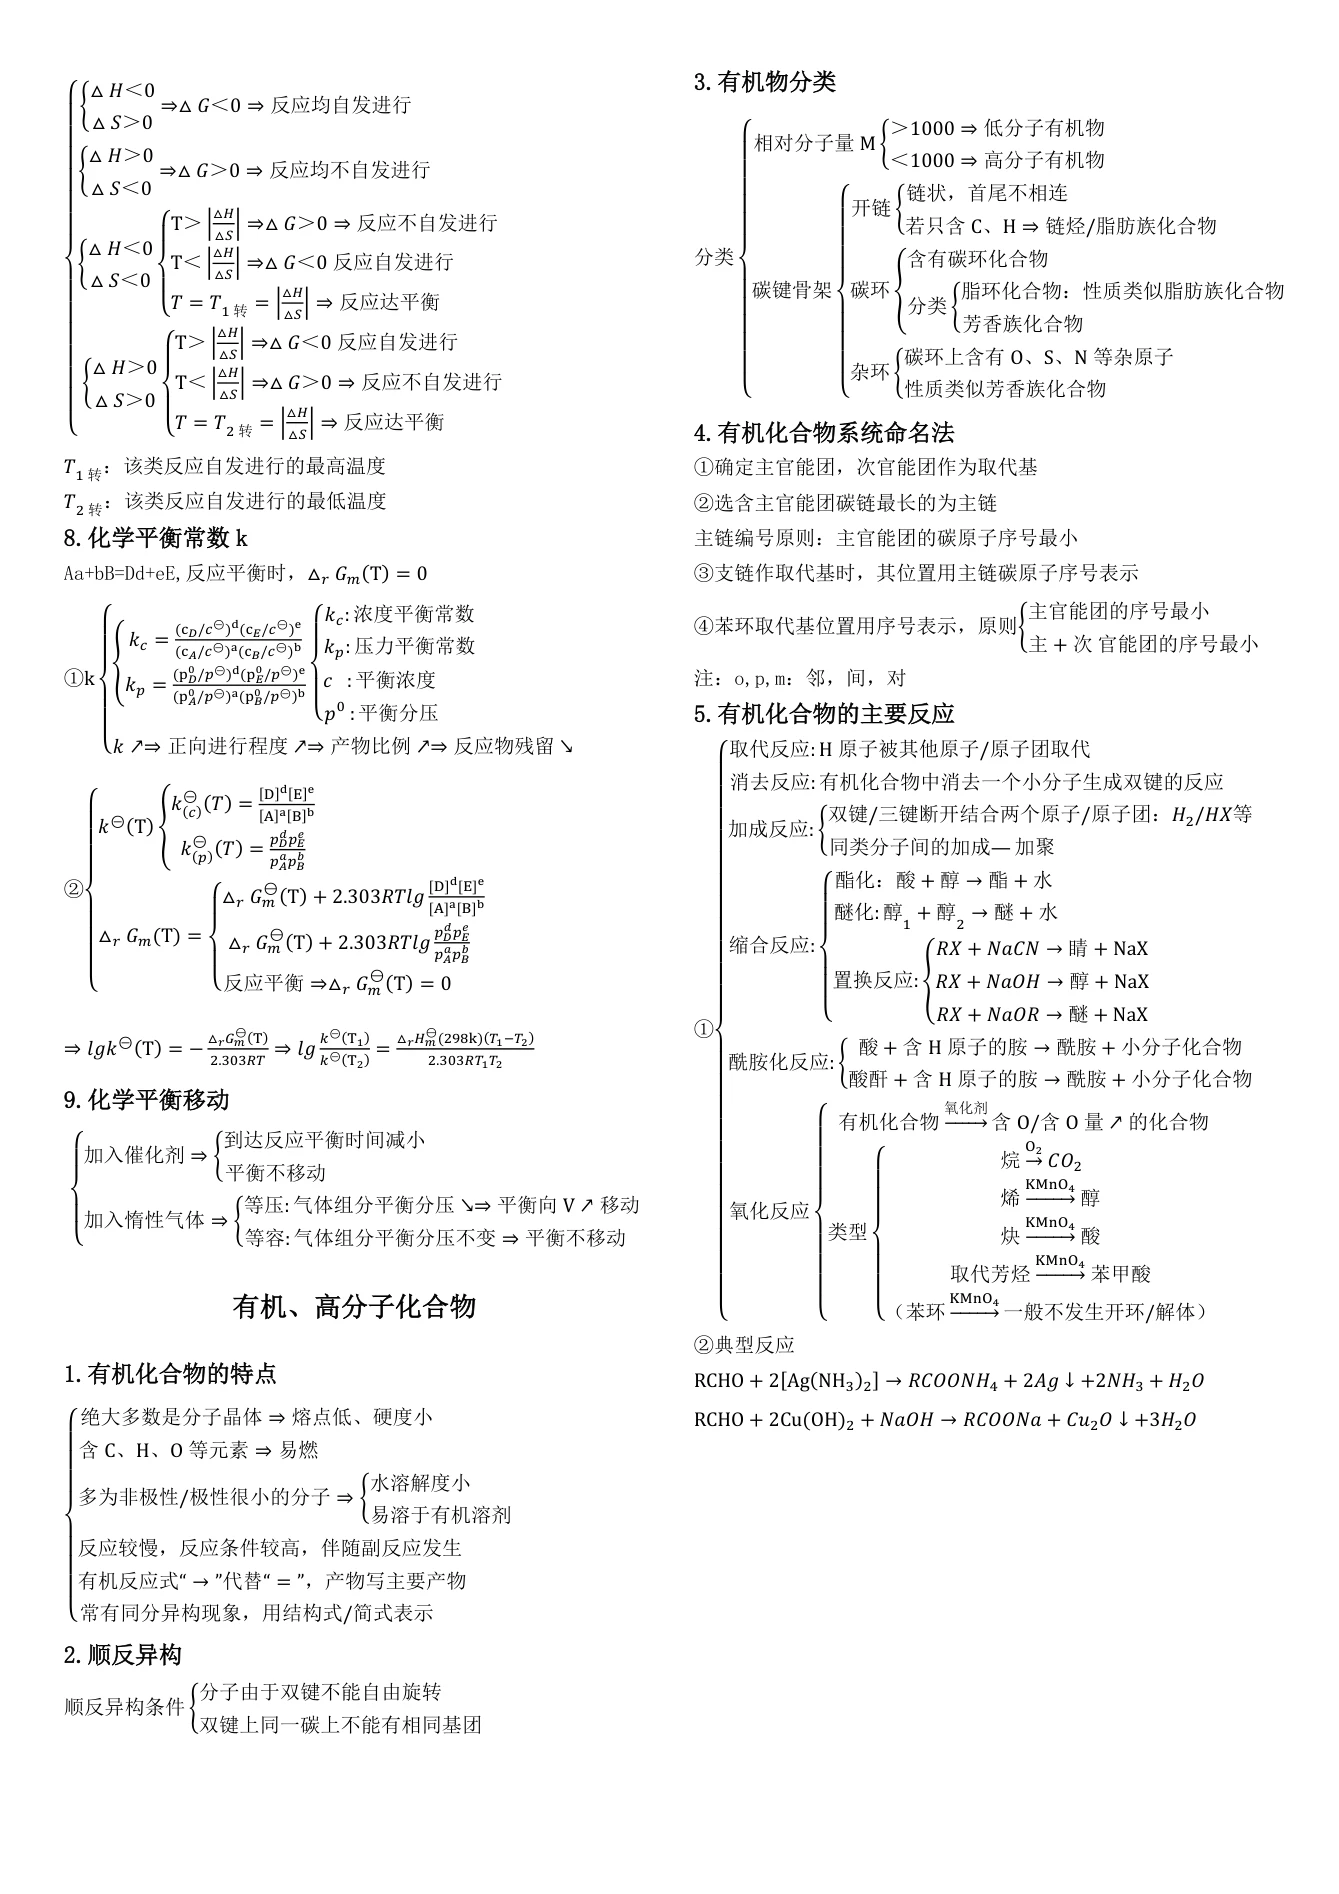 △H＜0
△S＞0 ⇒△G＜0 ⇒ 反应均自发进行
△H＞0
△S＜0 ⇒△G＞0 ⇒ 反应均不自发进行
△H＜0
△S＜0
T＞|△H/△S| ⇒△G＞0 ⇒ 反应不自发进行
T＜|△H/△S| ⇒△G＜0 反应自发进行
T = T1转 = |△H/△S| ⇒ 反应达平衡
△H＞0
△S＞0
T＞|△H/△S| ⇒△G＜0 反应自发进行
T＜|△H/△S| ⇒△G＞0 ⇒ 反应不自发进行
T = T2转 = |△H/△S| ⇒ 反应达平衡
T1转：该类反应自发进行的最高温度
T2转：该类反应自发进行的最低温度
8. 化学平衡常数 k
Aa+bB=Dd+eE,反应平衡时，△r Gm(T) = 0
①k
kc = (cD/c⊖)^d(cE/c⊖)^e / (cA/c⊖)^a(cB/c⊖)^b
kp = (p⁰D/p⊖)^d(p⁰E/p⊖)^e / (p⁰A/p⊖)^a(p⁰B/p⊖)^b
kc: 浓度平衡常数
kp: 压力平衡常数
c : 平衡浓度
p⁰ : 平衡分压
k ↗⇒ 正向进行程度 ↗⇒ 产物比例 ↗⇒ 反应物残留 ↘
②
k⊖(T)
k⊖(c)(T) = [D]^d[E]^e / [A]^a[B]^b
k⊖(p)(T) = pD^d pE^e / pA^a pB^b
△r Gm(T) =
△r Gm⊖(T) + 2.303RTlg [D]^d[E]^e / [A]^a[B]^b
△r Gm⊖(T) + 2.303RTlg pD^d pE^e / pA^a pB^b
反应平衡 ⇒△r Gm⊖(T) = 0
⇒ lgk⊖(T) = − △rGm⊖(T) / 2.303RT ⇒ lg k⊖(T1) / k⊖(T2) = △rHm⊖(298k)(T1−T2) / 2.303RT1T2
9. 化学平衡移动
加入催化剂 ⇒
到达反应平衡时间减小
平衡不移动
加入惰性气体 ⇒
等压: 气体组分平衡分压 ↘⇒ 平衡向 V ↗ 移动
等容: 气体组分平衡分压不变 ⇒ 平衡不移动
有机、高分子化合物
1. 有机化合物的特点
绝大多数是分子晶体 ⇒ 熔点低、硬度小
含 C、H、O 等元素 ⇒ 易燃
多为非极性/极性很小的分子 ⇒
水溶解度小
易溶于有机溶剂
反应较慢，反应条件较高，伴随副反应发生
有机反应式“ → ”代替“ = ”，产物写主要产物
常有同分异构现象，用结构式/简式表示
2. 顺反异构
顺反异构条件
分子由于双键不能自由旋转
双键上同一碳上不能有相同基团
3. 有机物分类
分类
相对分子量 M
＞1000 ⇒ 低分子有机物
＜1000 ⇒ 高分子有机物
碳键骨架
开链
链状，首尾不相连
若只含 C、H ⇒ 链烃/脂肪族化合物
碳环
含有碳环化合物
分类
脂环化合物：性质类似脂肪族化合物
芳香族化合物
杂环
碳环上含有 O、S、N 等杂原子
性质类似芳香族化合物
4. 有机化合物系统命名法
①确定主官能团，次官能团作为取代基
②选含主官能团碳链最长的为主链
主链编号原则：主官能团的碳原子序号最小
③支链作取代基时，其位置用主链碳原子序号表示
④苯环取代基位置用序号表示，原则
主官能团的序号最小
主 + 次 官能团的序号最小
注：o,p,m：邻，间，对
5. 有机化合物的主要反应
①
取代反应: H 原子被其他原子/原子团取代
消去反应: 有机化合物中消去一个小分子生成双键的反应
加成反应:
双键/三键断开结合两个原子/原子团：H2/HX等
同类分子间的加成— 加聚
缩合反应:
酯化：酸 + 醇 → 酯 + 水
醚化: 醇1 + 醇2 → 醚 + 水
置换反应:
RX + NaCN → 睛 + NaX
RX + NaOH → 醇 + NaX
RX + NaOR → 醚 + NaX
酰胺化反应:
酸 + 含 H 原子的胺 → 酰胺 + 小分子化合物
酸酐 + 含 H 原子的胺 → 酰胺 + 小分子化合物
氧化反应
有机化合物 氧化剂→ 含 O/含 O 量 ↗ 的化合物
类型
烷 O2→ CO2
烯 KMnO4→ 醇
炔 KMnO4→ 酸
取代芳烃 KMnO4→ 苯甲酸
（苯环 KMnO4→ 一般不发生开环/解体）
②典型反应
RCHO + 2[Ag(NH3)2] → RCOONH4 + 2Ag ↓ +2NH3 + H2O
RCHO + 2Cu(OH)2 + NaOH → RCOONa + Cu2O ↓ +3H2O